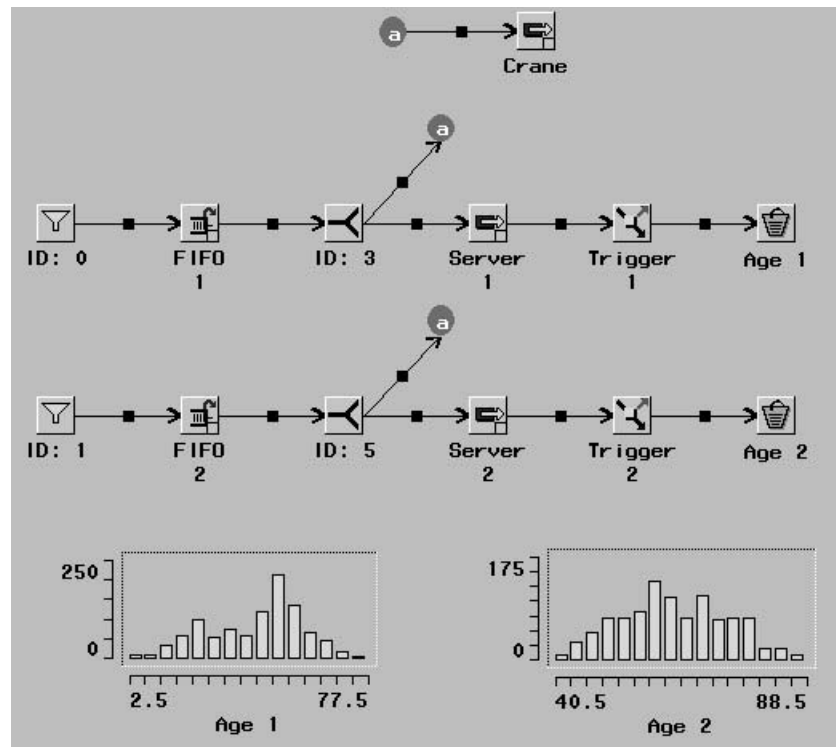 a
Crane
a
ID: 0
FIFO
1
ID: 3
Server
1
Trigger
1
Age 1
a
ID: 1
FIFO
2
ID: 5
Server
2
Trigger
2
Age 2
250
0
2.5 77.5
Age 1
175
0
40.5 88.5
Age 2